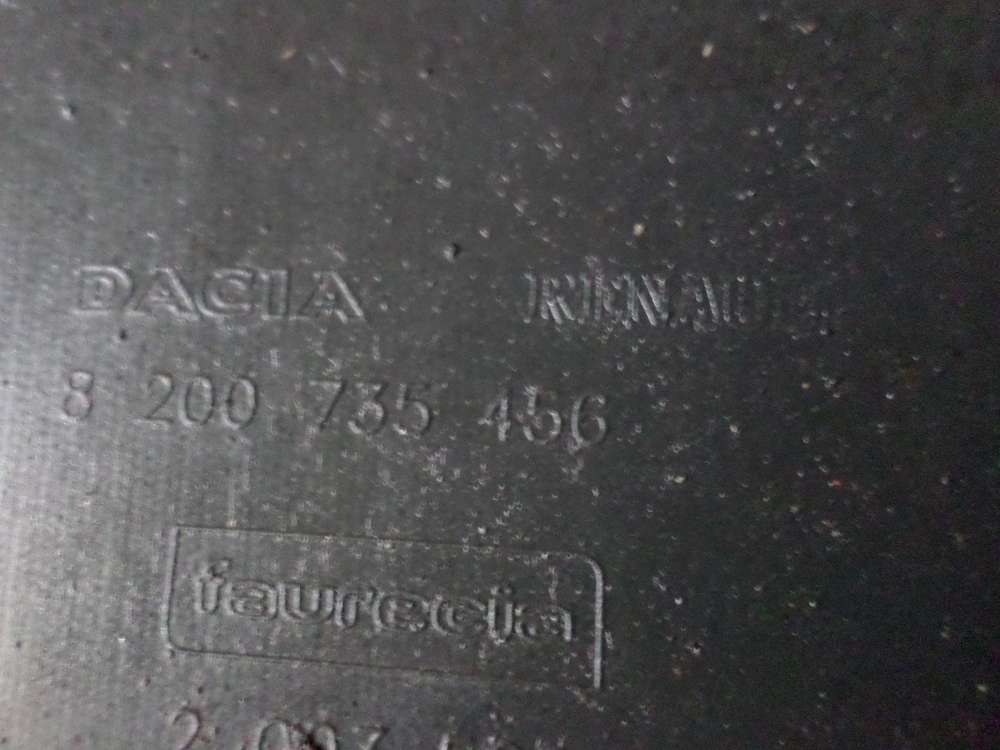 DACIA RENAULT
8 200 735 456
faurecia